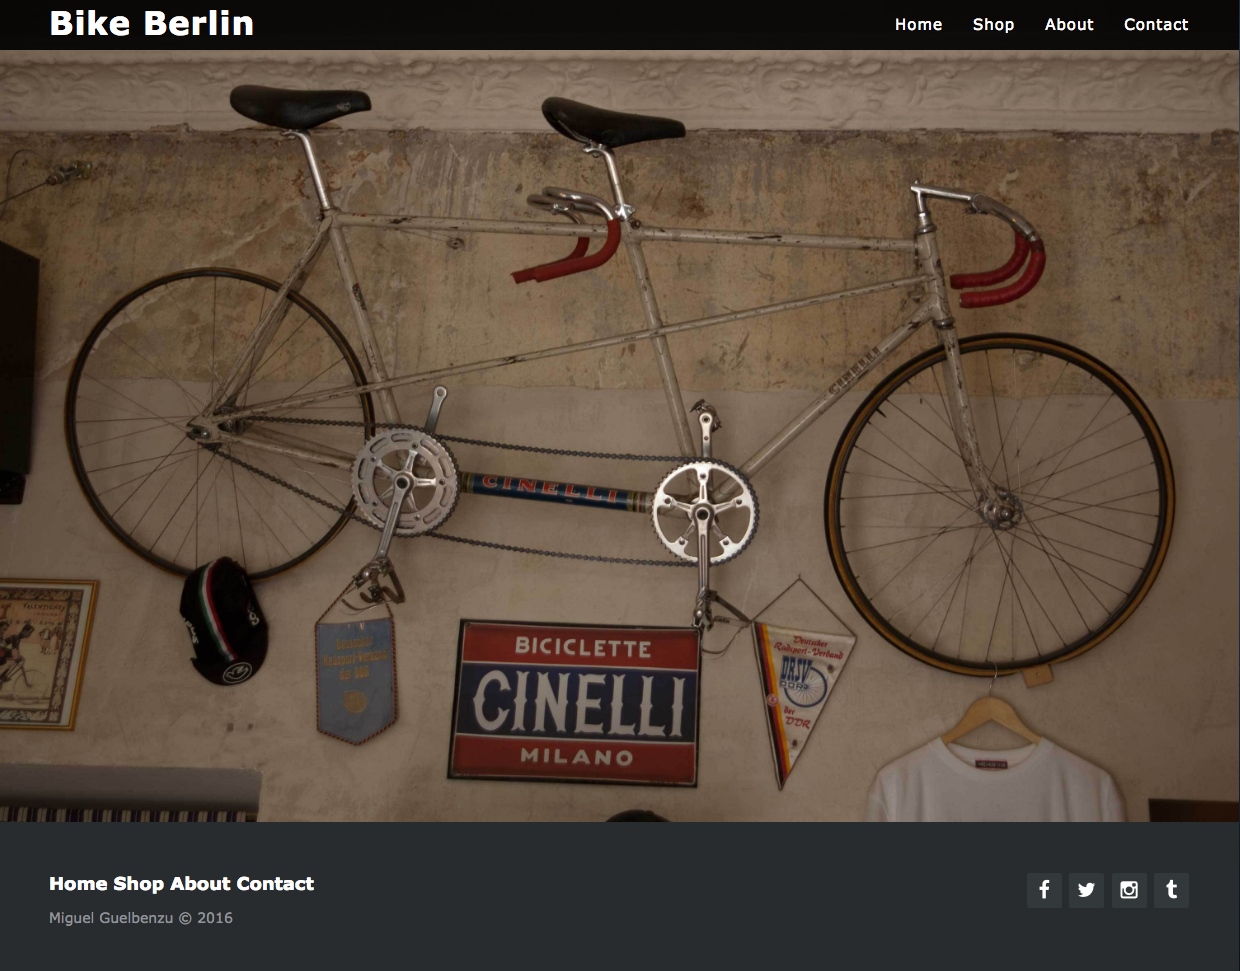 Bike Berlin
Home Shop About Contact
CINELLI
CINELLI
BICICLETTE
CINELLI
MILANO
Deutscher
Radsport-Verband
DRSV
DDR
der
DDR
Home Shop About Contact
Miguel Guelbenzu © 2016